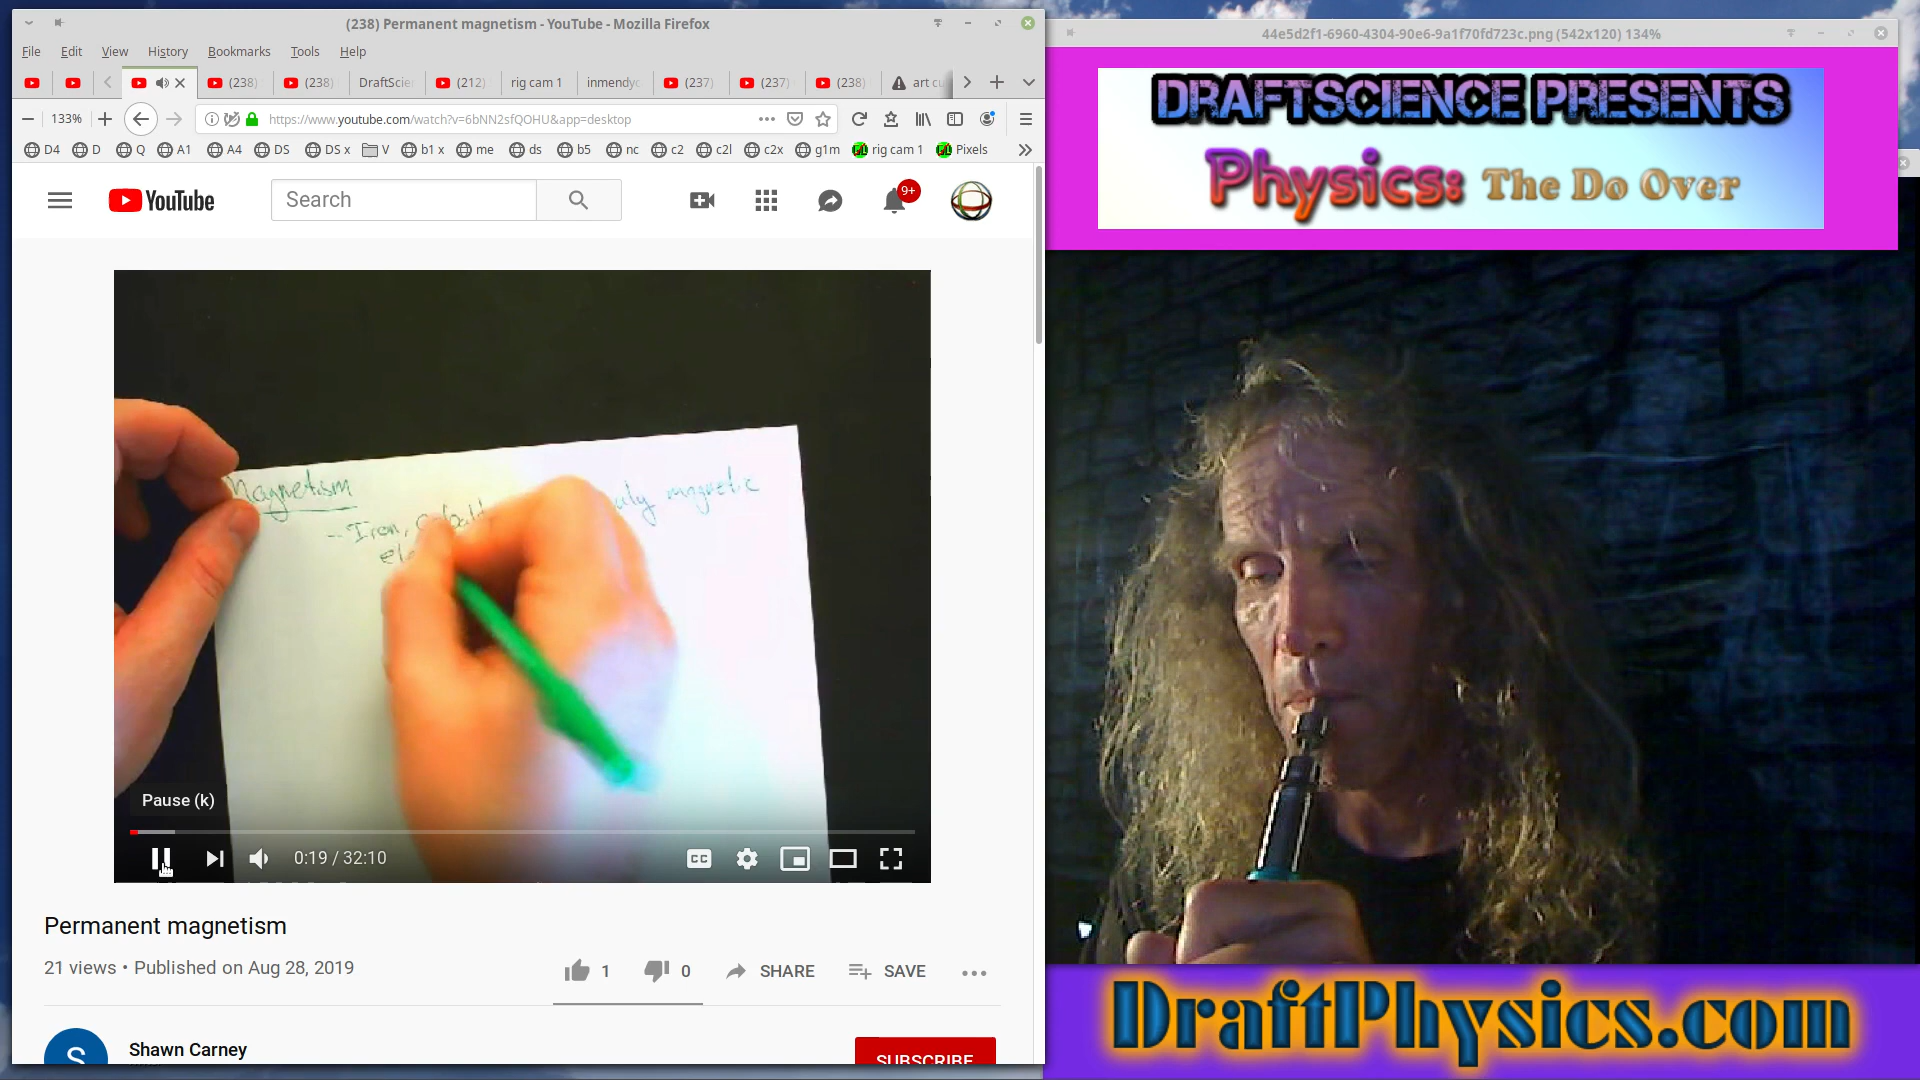 (238) Permanent magnetism - YouTube - Mozilla Firefox
File Edit View History Bookmarks Tools Help
(238) (238) DraftScien (212) rig cam 1 inmendyc (237) (237) (238) art cu
133% https://www.youtube.com/watch?v=6bNN2sfQOHU&app=desktop
D4 D Q A1 A4 DS DS x V b1 x me ds b5 nc c2 c2l c2x g1m rig cam 1 Pixels
YouTube Search 9+
Magnetism
magnetic
-- Iron,
Pause (k)
0:19 / 32:10 CC
Permanent magnetism
21 views • Published on Aug 28, 2019
1 0 SHARE SAVE
S Shawn Carney
SUBSCRIBE
44e5d2f1-6960-4304-90e6-9a1f70fd723c.png (542x120) 134%
DRAFTSCIENCE PRESENTS
Physics: The Do Over
DraftPhysics.com